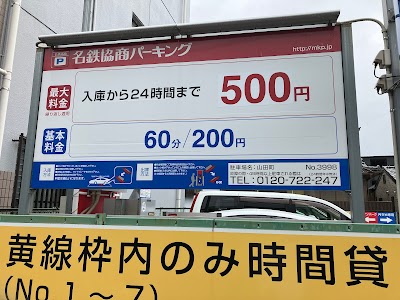 P 名鉄協商パーキング
http://mkp.jp
最大
料金
繰り返し適用
入庫から24時間まで 500円
基本
料金
60分/200円
駐車場名:山田町 No.3998
TEL:0120-722-247
黄線枠内のみ時間貸
(No.1～7)